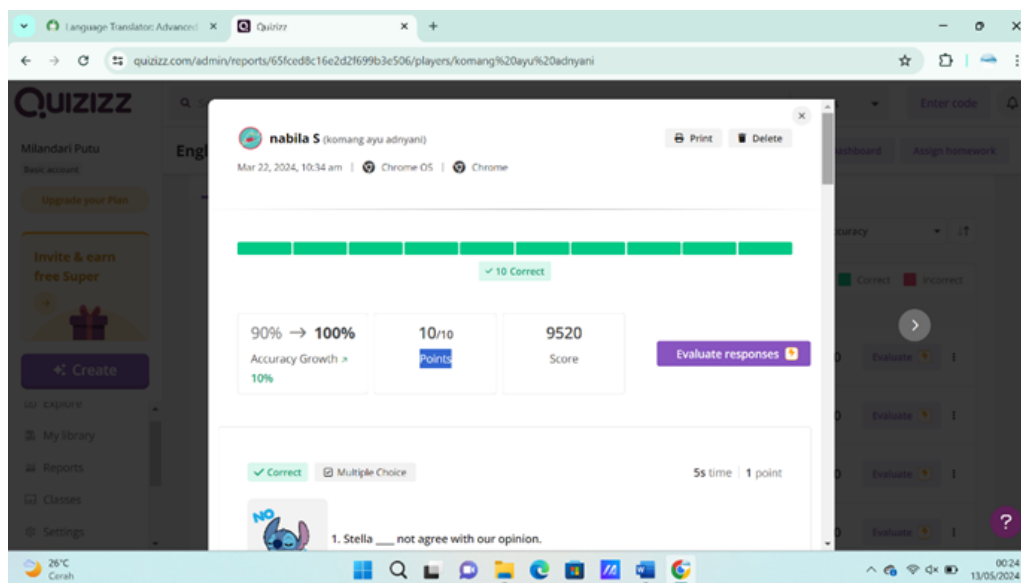 Language Translator: Advanced
Quizizz
quizizz.com/admin/reports/65fced8c16e2d2f699b3e506/players/komang%20ayu%20adnyani
QUIZIZZ
Enter code
nabila S (komang ayu adnyani)
Print
Delete
Milandari Putu
Basic account
Engl
Assign homework
Mar 22, 2024, 10:34 am | Chrome OS | Chrome
Upgrade your Plan
Invite & earn
free Super
10 Correct
Correct
Incorrect
90% → 100%
10/10
9520
Accuracy Growth
Points
Score
Evaluate responses
10%
Evaluate
Create
Explore
Evaluate
My library
Reports
Correct
Multiple Choice
5s time | 1 point
Evaluate
Classes
NO
Settings
1. Stella ___ not agree with our opinion.
Evaluate
?
26°C
Cerah
00:24
13/05/2024